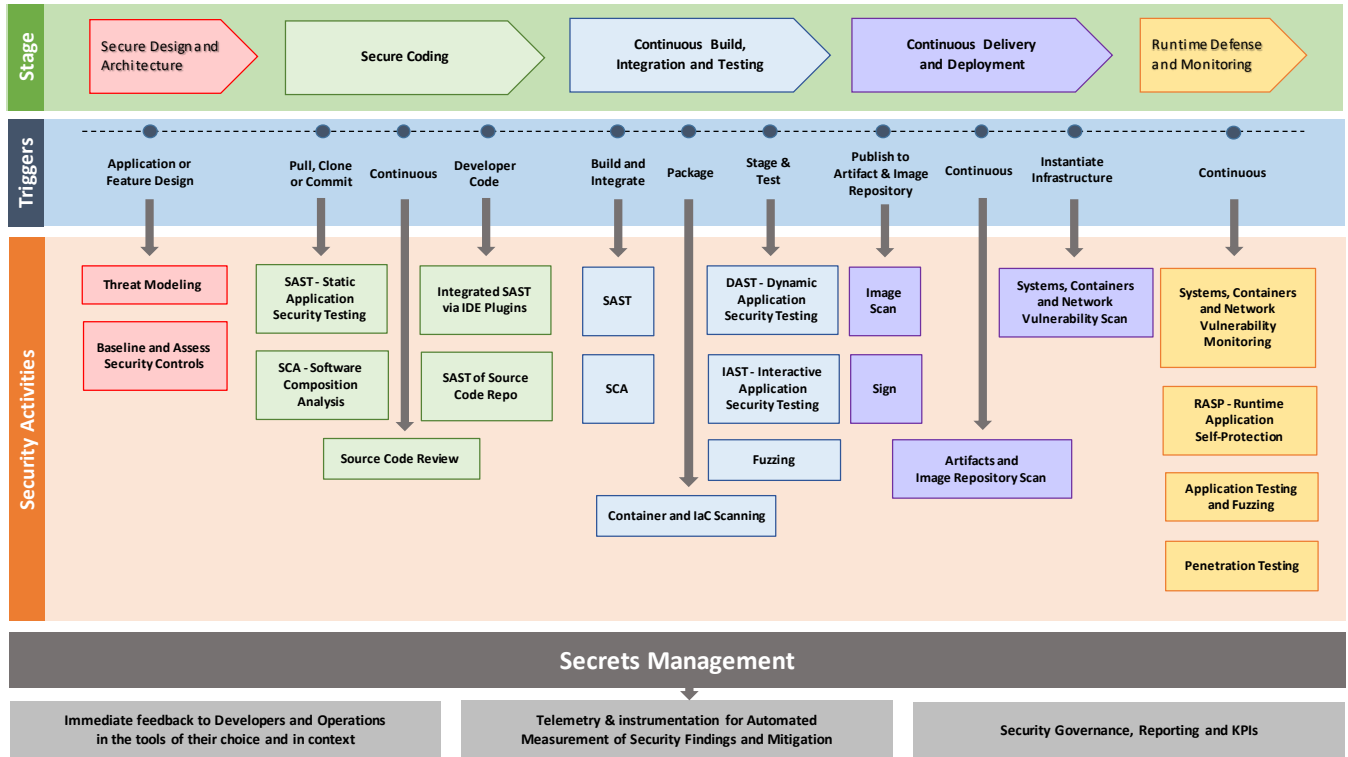 Stage
Secure Design and
Architecture
Secure Coding
Continuous Build,
Integration and Testing
Continuous Delivery
and Deployment
Runtime Defense
and Monitoring
Triggers
Application or
Feature Design
Pull, Clone
or Commit
Continuous
Developer
Code
Build and
Integrate
Package
Stage &
Test
Publish to
Artifact & Image
Repository
Continuous
Instantiate
Infrastructure
Continuous
Security Activities
Threat Modeling
Baseline and Assess
Security Controls
SAST - Static
Application
Security Testing
SCA - Software
Composition
Analysis
Source Code Review
Integrated SAST
via IDE Plugins
SAST of Source
Code Repo
SAST
SCA
Container and IaC Scanning
DAST - Dynamic
Application
Security Testing
IAST - Interactive
Application
Security Testing
Fuzzing
Image
Scan
Sign
Artifacts and
Image Repository Scan
Systems, Containers
and Network
Vulnerability Scan
Systems, Containers
and Network
Vulnerability
Monitoring
RASP - Runtime
Application
Self-Protection
Application Testing
and Fuzzing
Penetration Testing
Secrets Management
Immediate feedback to Developers and Operations
in the tools of their choice and in context
Telemetry & instrumentation for Automated
Measurement of Security Findings and Mitigation
Security Governance, Reporting and KPIs